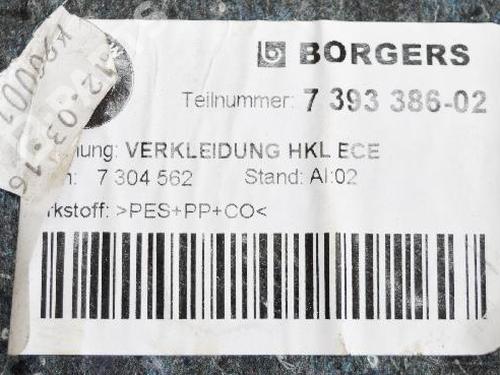 BORGERS
Teilnummer: 7 393 386-02
nung: VERKLEIDUNG HKL ECE
n: 7 304 562 Stand: AI:02
rkstoff: >PES+PP+CO<
12-03-16